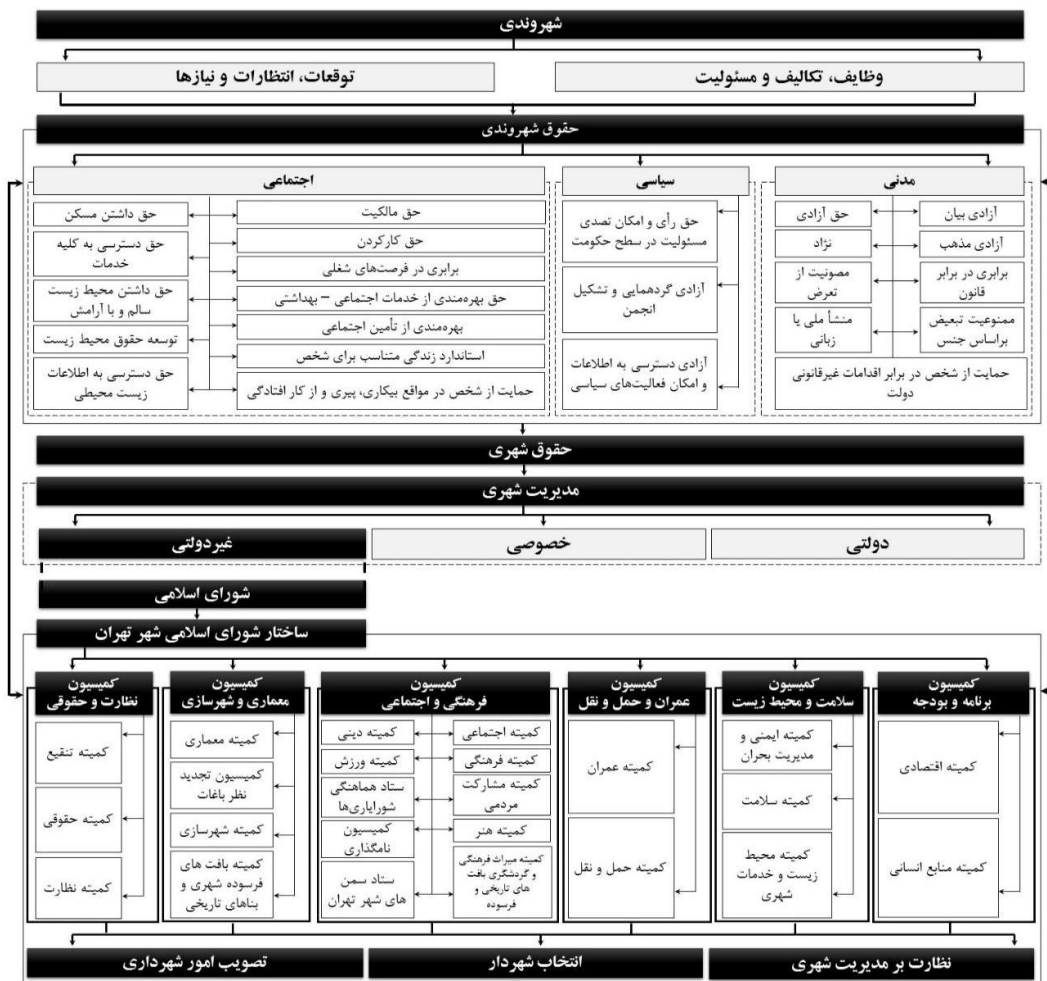 شهروندی
وظایف، تکالیف و مسئولیت
توقعات، انتظارات و نیازها
حقوق شهروندی
مدنی
آزادی بیان
حق آزادی
آزادی مذهب
نژاد
برابری در برابر
قانون
مصونیت از
تعرض
ممنوعیت تبعیض
براساس جنس
منشأ ملی یا
زبانی
حمایت از شخص در برابر اقدامات غیرقانونی
دولت
سیاسی
حق رأی و امکان تصدی
مسئولیت در سطح حکومت
آزادی گردهمایی و تشکیل
انجمن
آزادی دسترسی به اطلاعات
و امکان فعالیت‌های سیاسی
اجتماعی
حق مالکیت
حق کارکردن
برابری در فرصت‌های شغلی
حق بهره‌مندی از خدمات اجتماعی – بهداشتی
بهره‌مندی از تأمین اجتماعی
استاندارد زندگی متناسب برای شخص
حمایت از شخص در مواقع بیکاری، پیری و از کار افتادگی
حق داشتن مسکن
حق دسترسی به کلیه
خدمات
حق داشتن محیط زیست
سالم و با آرامش
توسعه حقوق محیط زیست
حق دسترسی به اطلاعات
زیست محیطی
حقوق شهری
مدیریت شهری
دولتی
خصوصی
غیردولتی
شورای اسلامی
ساختار شورای اسلامی شهر تهران
کمیسیون
برنامه و بودجه
کمیته اقتصادی
کمیته منابع انسانی
کمیسیون
سلامت و محیط زیست
کمیته ایمنی و
مدیریت بحران
کمیته سلامت
کمیته محیط
زیست و خدمات
شهری
کمیسیون
عمران و حمل و نقل
کمیته عمران
کمیته حمل و نقل
کمیسیون
فرهنگی و اجتماعی
کمیته اجتماعی
کمیته فرهنگی
کمیته مشارکت
مردمی
کمیته هنر
کمیته میراث فرهنگی
و گردشگری بافت
های تاریخی و
فرسوده
کمیته دینی
کمیته ورزش
ستاد هماهنگی
شورایاری‌ها
کمیسیون
نامگذاری
ستاد سمن
های شهر تهران
کمیسیون
معماری و شهرسازی
کمیته معماری
کمیسیون تجدید
نظر باغات
کمیته شهرسازی
کمیته بافت های
فرسوده شهری و
بناهای تاریخی
کمیسیون
نظارت و حقوقی
کمیته تنقیع
کمیته حقوقی
کمیته نظارت
نظارت بر مدیریت شهری
انتخاب شهردار
تصویب امور شهرداری